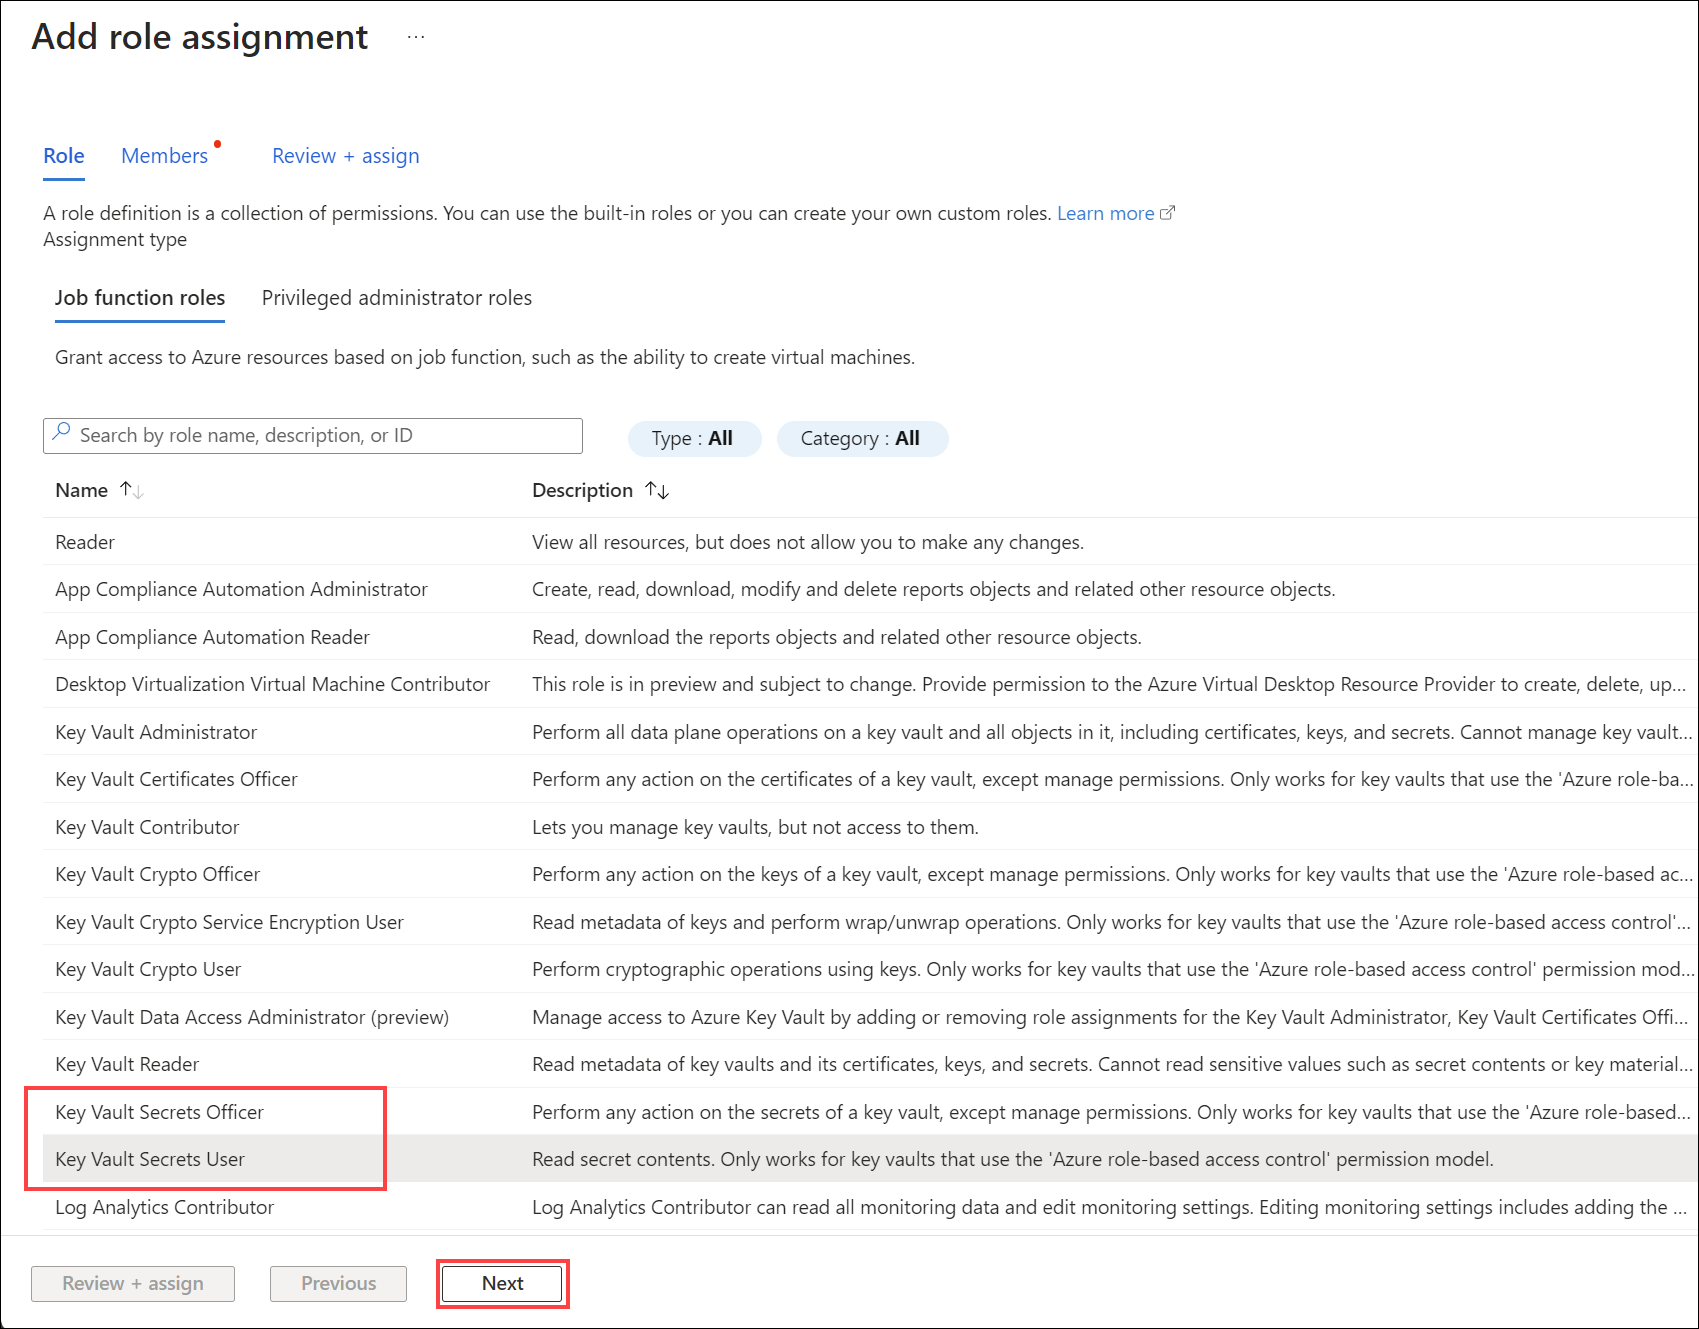 Add role assignment ...
Role Members Review + assign
A role definition is a collection of permissions. You can use the built-in roles or you can create your own custom roles. Learn more
Assignment type
Job function roles Privileged administrator roles
Grant access to Azure resources based on job function, such as the ability to create virtual machines.
Search by role name, description, or ID Type : All Category : All
Name Description
Reader View all resources, but does not allow you to make any changes.
App Compliance Automation Administrator Create, read, download, modify and delete reports objects and related other resource objects.
App Compliance Automation Reader Read, download the reports objects and related other resource objects.
Desktop Virtualization Virtual Machine Contributor This role is in preview and subject to change. Provide permission to the Azure Virtual Desktop Resource Provider to create, delete, up...
Key Vault Administrator Perform all data plane operations on a key vault and all objects in it, including certificates, keys, and secrets. Cannot manage key vault...
Key Vault Certificates Officer Perform any action on the certificates of a key vault, except manage permissions. Only works for key vaults that use the 'Azure role-ba...
Key Vault Contributor Lets you manage key vaults, but not access to them.
Key Vault Crypto Officer Perform any action on the keys of a key vault, except manage permissions. Only works for key vaults that use the 'Azure role-based ac...
Key Vault Crypto Service Encryption User Read metadata of keys and perform wrap/unwrap operations. Only works for key vaults that use the 'Azure role-based access control'...
Key Vault Crypto User Perform cryptographic operations using keys. Only works for key vaults that use the 'Azure role-based access control' permission mod...
Key Vault Data Access Administrator (preview) Manage access to Azure Key Vault by adding or removing role assignments for the Key Vault Administrator, Key Vault Certificates Offi...
Key Vault Reader Read metadata of key vaults and its certificates, keys, and secrets. Cannot read sensitive values such as secret contents or key material...
Key Vault Secrets Officer Perform any action on the secrets of a key vault, except manage permissions. Only works for key vaults that use the 'Azure role-based...
Key Vault Secrets User Read secret contents. Only works for key vaults that use the 'Azure role-based access control' permission model.
Log Analytics Contributor Log Analytics Contributor can read all monitoring data and edit monitoring settings. Editing monitoring settings includes adding the ...
Review + assign Previous Next